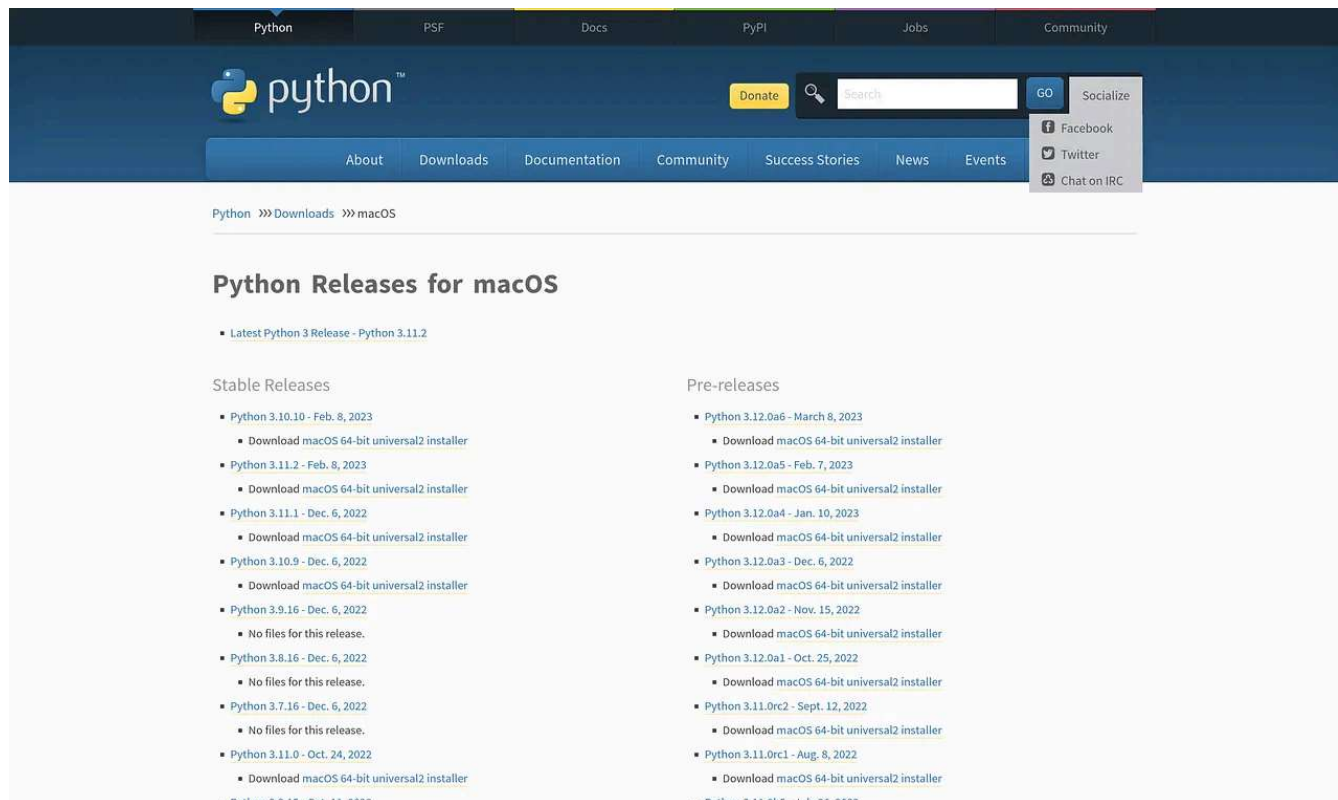 Python PSF Docs PyPI Jobs Community
python™
Donate Search GO Socialize
Facebook
Twitter
Chat on IRC
About Downloads Documentation Community Success Stories News Events
Python >>> Downloads >>> macOS
Python Releases for macOS
Latest Python 3 Release - Python 3.11.2
Stable Releases
Python 3.10.10 - Feb. 8, 2023
Download macOS 64-bit universal2 installer
Python 3.11.2 - Feb. 8, 2023
Download macOS 64-bit universal2 installer
Python 3.11.1 - Dec. 6, 2022
Download macOS 64-bit universal2 installer
Python 3.10.9 - Dec. 6, 2022
Download macOS 64-bit universal2 installer
Python 3.9.16 - Dec. 6, 2022
No files for this release.
Python 3.8.16 - Dec. 6, 2022
No files for this release.
Python 3.7.16 - Dec. 6, 2022
No files for this release.
Python 3.11.0 - Oct. 24, 2022
Download macOS 64-bit universal2 installer
Pre-releases
Python 3.12.0a6 - March 8, 2023
Download macOS 64-bit universal2 installer
Python 3.12.0a5 - Feb. 7, 2023
Download macOS 64-bit universal2 installer
Python 3.12.0a4 - Jan. 10, 2023
Download macOS 64-bit universal2 installer
Python 3.12.0a3 - Dec. 6, 2022
Download macOS 64-bit universal2 installer
Python 3.12.0a2 - Nov. 15, 2022
Download macOS 64-bit universal2 installer
Python 3.12.0a1 - Oct. 25, 2022
Download macOS 64-bit universal2 installer
Python 3.11.0rc2 - Sept. 12, 2022
Download macOS 64-bit universal2 installer
Python 3.11.0rc1 - Aug. 8, 2022
Download macOS 64-bit universal2 installer